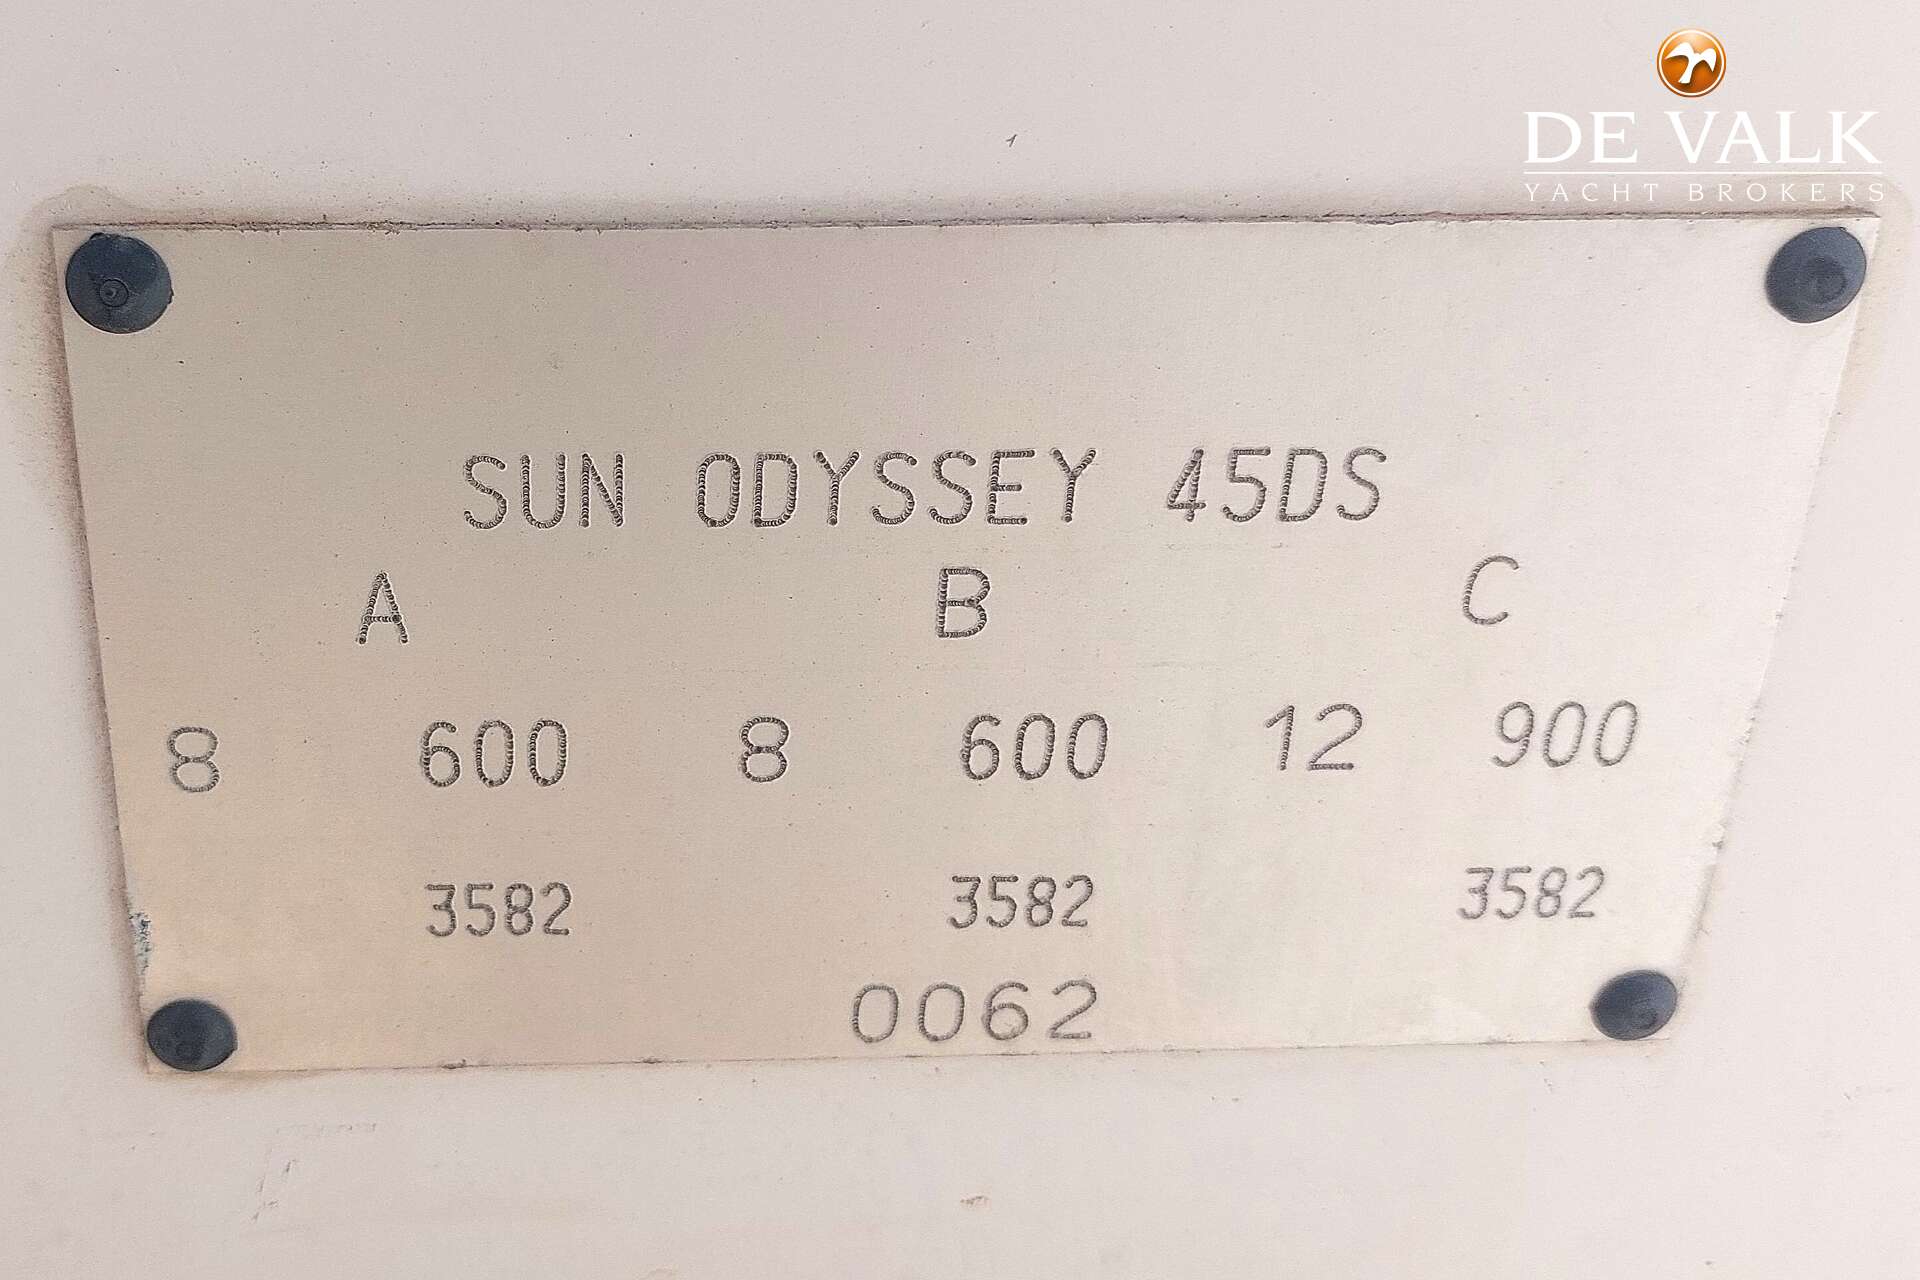 DE VALK
YACHT BROKERS
SUN ODYSSEY 45DS
A B C
8 600 8 600 12 900
3582 3582 3582
0062